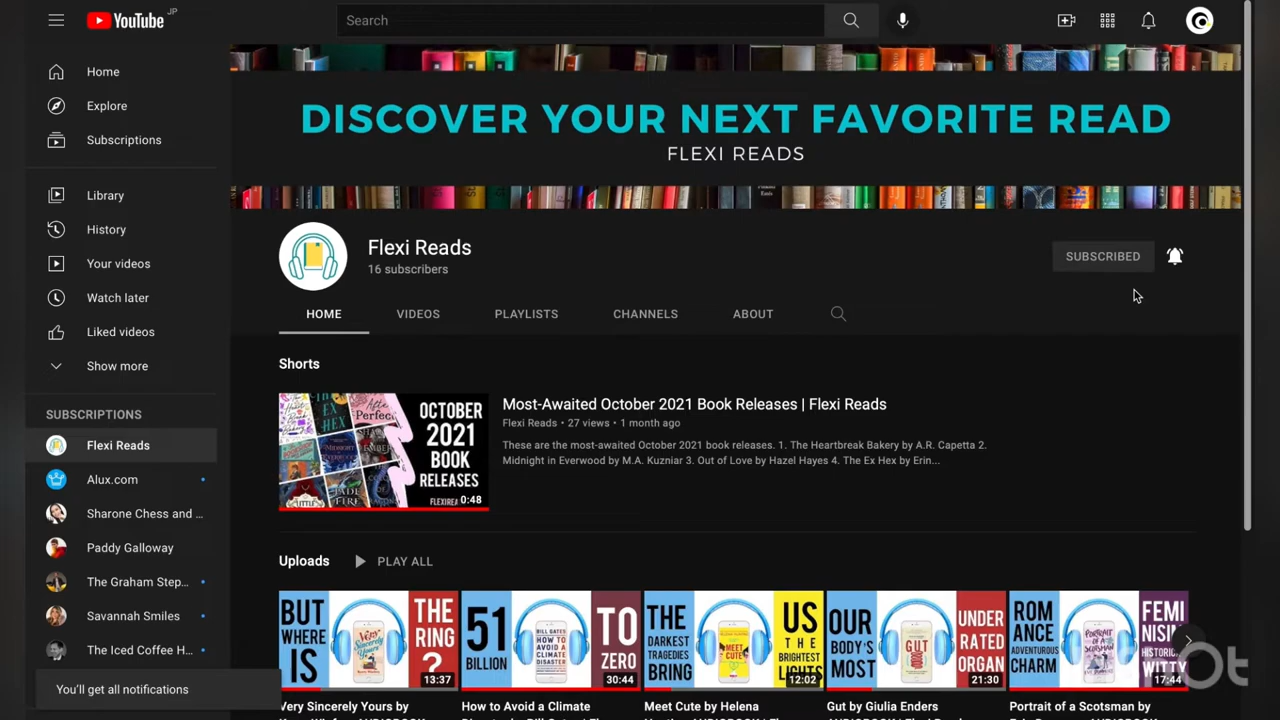 YouTube JP
Search
Home
Explore
Subscriptions
Library
History
Your videos
Watch later
Liked videos
Show more
SUBSCRIPTIONS
Flexi Reads
Alux.com
Sharone Chess and ...
Paddy Galloway
The Graham Step...
Savannah Smiles
The Iced Coffee H...
You'll get all notifications
DISCOVER YOUR NEXT FAVORITE READ
FLEXI READS
Flexi Reads
16 subscribers
SUBSCRIBED
HOME
VIDEOS
PLAYLISTS
CHANNELS
ABOUT
Shorts
OCTOBER
2021
BOOK
RELEASES
0:48
Most-Awaited October 2021 Book Releases | Flexi Reads
Flexi Reads • 27 views • 1 month ago
These are the most-awaited October 2021 book releases. 1. The Heartbreak Bakery by A.R. Capetta 2.
Midnight in Everwood by M.A. Kuzniar 3. Out of Love by Hazel Hayes 4. The Ex Hex by Erin...
Uploads
PLAY ALL
BUT WHERE IS THE RING ?
13:37
51 BILLION TO ZERO
30:44
THE DARKEST TRAGEDIES BRING US THE BRIGHTEST LIGHTS
12:02
OUR BODY'S MOST UNDER RATED ORGAN
GUT
21:30
ROM ANCE ADVENTUROUS CHARM FEMI NISM HISTORIC WITTY
17:44
Very Sincerely Yours by
How to Avoid a Climate
Meet Cute by Helena
Gut by Giulia Enders
Portrait of a Scotsman by